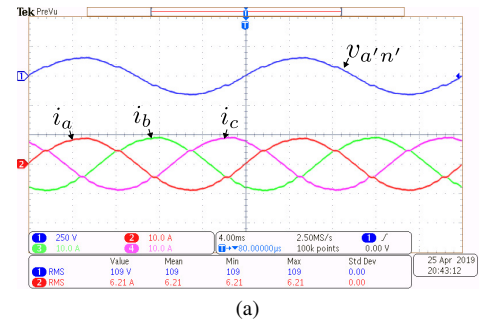 Tek PreVu
T
T
1
v_{a'n'}
i_a i_b i_c
2
1 250 V 2 10.0 A
3 10.0 A 4 10.0 A
4.00ms 2.50MS/s 1 /
T→▼80.00000µs 100k points 0.00 V
Value Mean Min Max Std Dev
1 RMS 109 V 109 109 109 0.00
2 RMS 6.21 A 6.21 6.21 6.21 0.00
25 Apr 2019
20:43:12
(a)